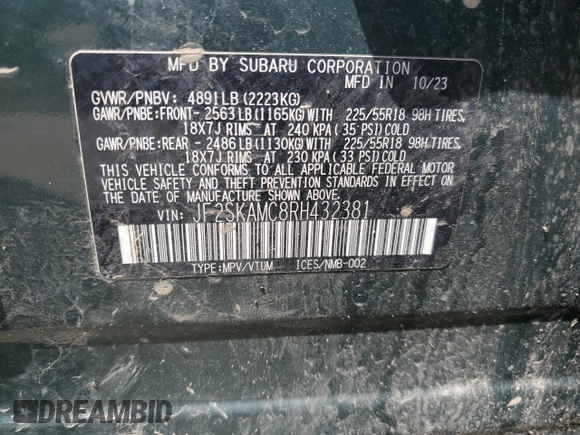 MFD BY SUBARU CORPORATION
MFD IN 10/23
GVWR/PNBV: 4891LB(2223KG)
GAWR/PNBE:FRONT- 2563LB(1165KG)WITH 225/55R18 98H TIRES,
18X7J RIMS AT 240 KPA(35 PSI)COLD
GAWR/PNBE:REAR - 2486LB(1130KG)WITH 225/55R18 98H TIRES,
18X7J RIMS AT 230 KPA(33 PSI)COLD
THIS VEHICLE CONFORMS TO ALL APPLICABLE FEDERAL MOTOR
VEHICLE SAFETY AND THEFT PREVENTION STANDARDS IN EFFECT ON
THE DATE OF MANUFACTURE SHOWN ABOVE.
VIN: JF2SKAMC8RH432381
TYPE:MPV/VTUM ICES/NMB-002
DREAMBID